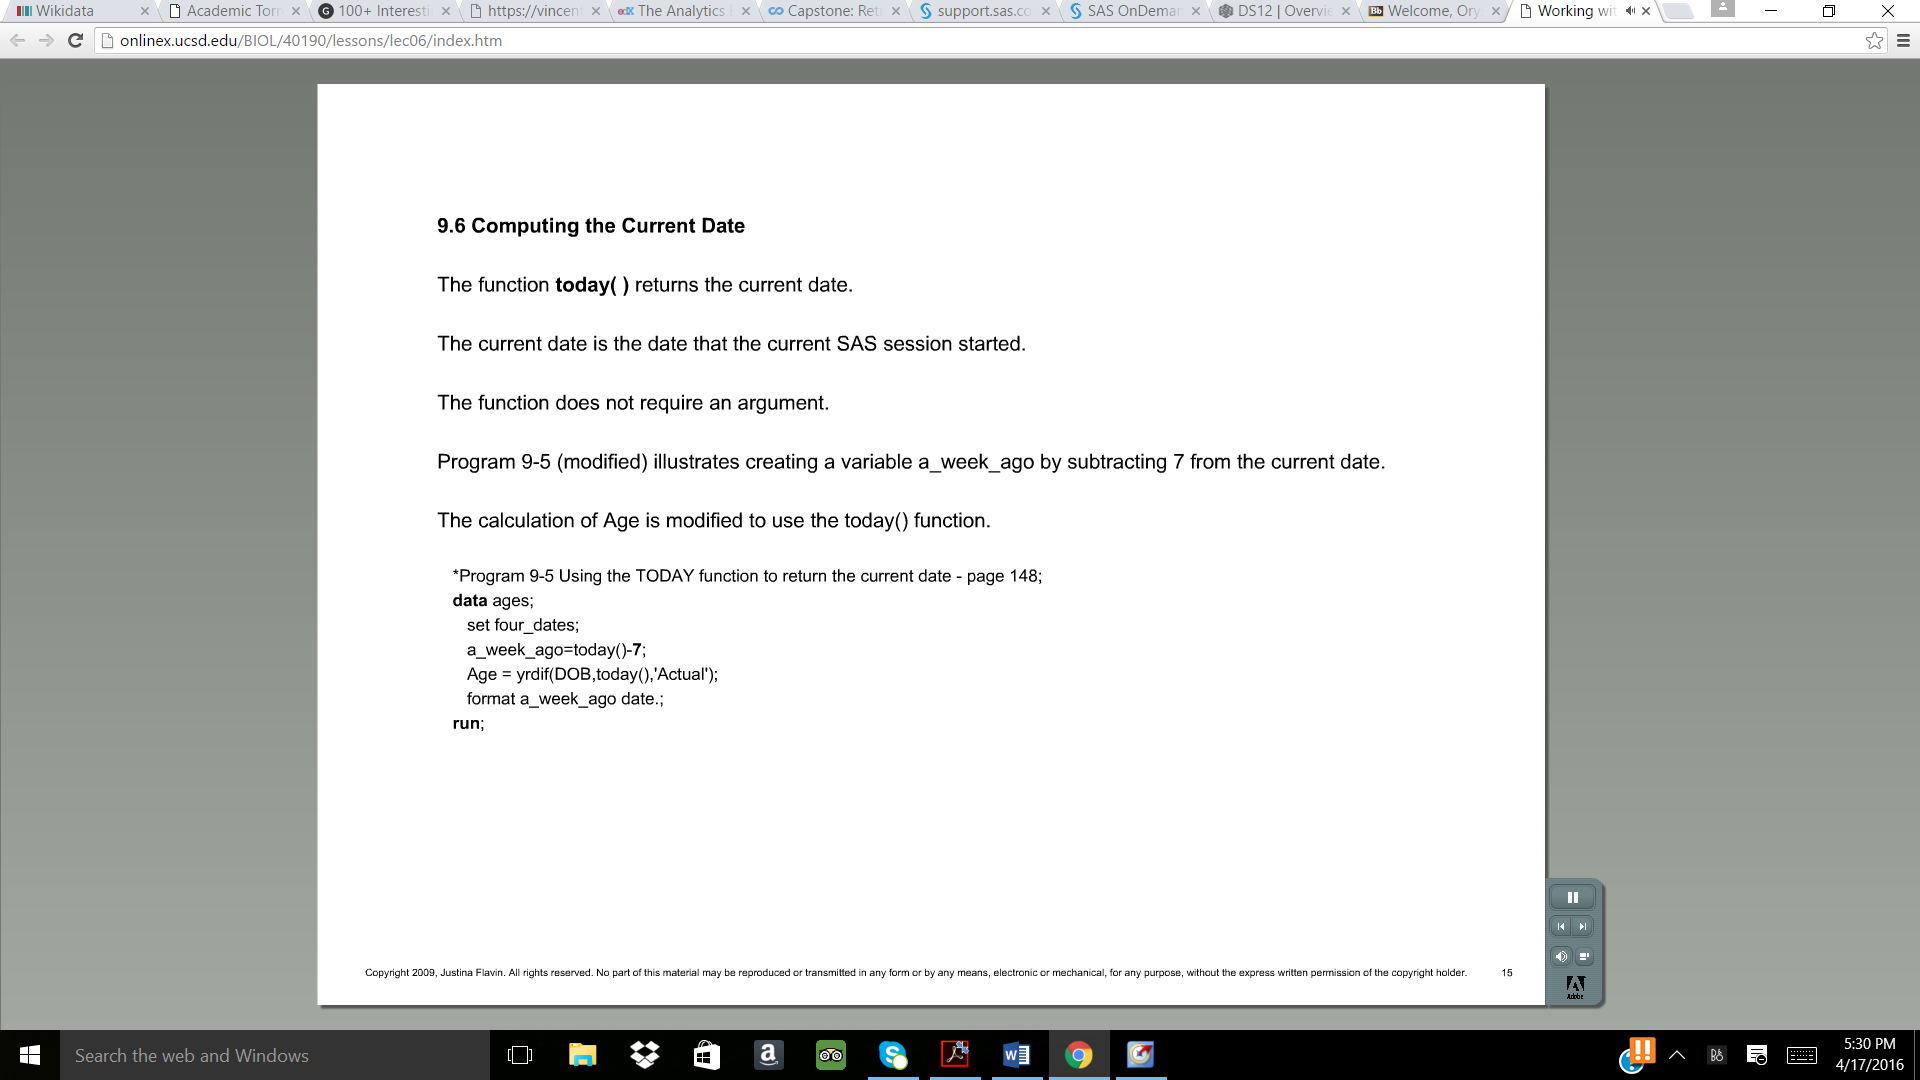 Wikidata
Academic Torr
100+ Interesti
https://vincen
edX The Analytics
Capstone: Ret
support.sas.co
SAS OnDemar
DS12 | Overvie
Bb Welcome, Ory
Working wit
onlinex.ucsd.edu/BIOL/40190/lessons/lec06/index.htm
9.6 Computing the Current Date
The function today( ) returns the current date.
The current date is the date that the current SAS session started.
The function does not require an argument.
Program 9-5 (modified) illustrates creating a variable a_week_ago by subtracting 7 from the current date.
The calculation of Age is modified to use the today() function.
*Program 9-5 Using the TODAY function to return the current date - page 148;
data ages;
set four_dates;
a_week_ago=today()-7;
Age = yrdif(DOB,today(),'Actual');
format a_week_ago date.;
run;
Copyright 2009, Justina Flavin. All rights reserved. No part of this material may be reproduced or transmitted in any form or by any means, electronic or mechanical, for any purpose, without the express written permission of the copyright holder.
15
Adobe
Search the web and Windows
5:30 PM
4/17/2016